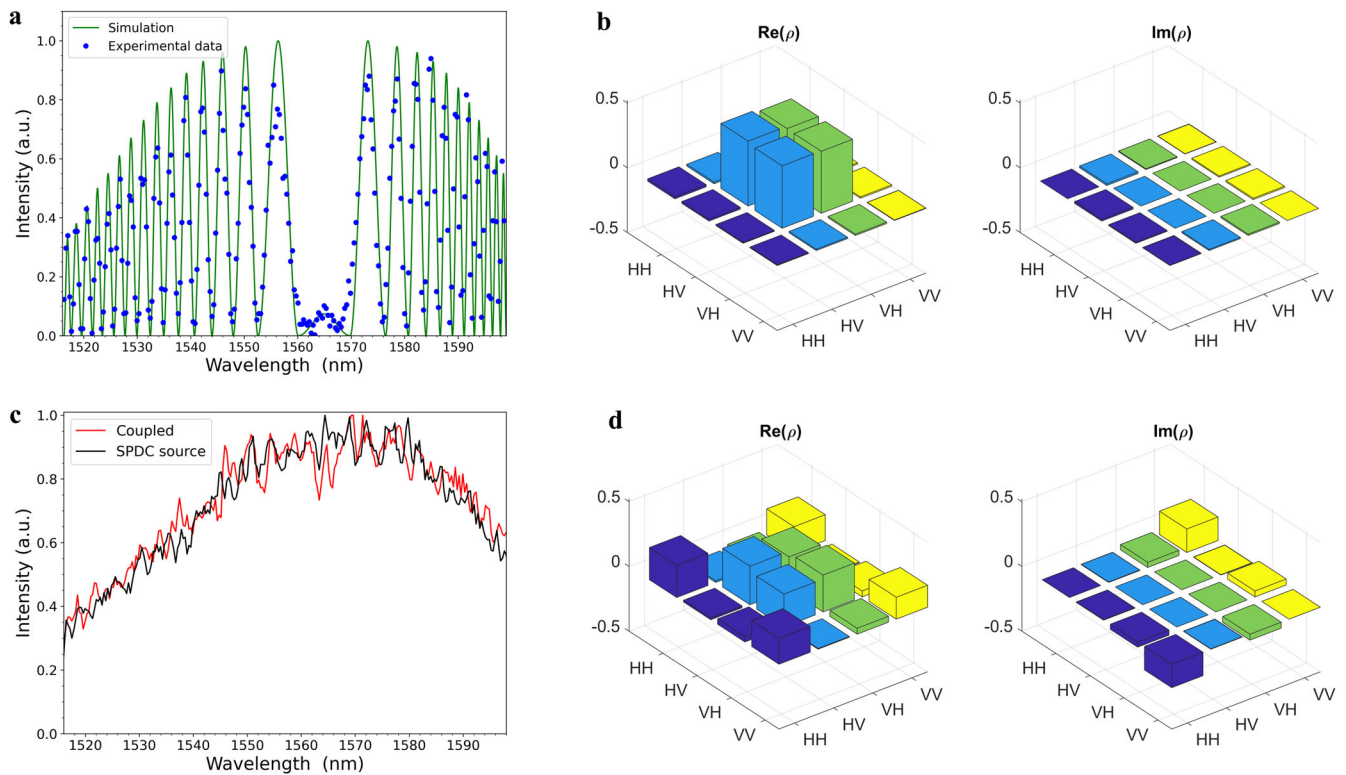 a
Simulation
Experimental data
1.0
0.8
0.6
0.4
0.2
0.0
Intensity (a.u.)
1520 1530 1540 1550 1560 1570 1580 1590
Wavelength (nm)
b
Re(ρ)
0.5
0
-0.5
HH
HV
VH
VV
HH
HV
VH
VV
Im(ρ)
0.5
0
-0.5
HH
HV
VH
VV
HH
HV
VH
VV
c
Coupled
SPDC source
1.0
0.8
0.6
0.4
0.2
0.0
Intensity (a.u.)
1520 1530 1540 1550 1560 1570 1580 1590
Wavelength (nm)
d
Re(ρ)
0.5
0
-0.5
HH
HV
VH
VV
HH
HV
VH
VV
Im(ρ)
0.5
0
-0.5
HH
HV
VH
VV
HH
HV
VH
VV